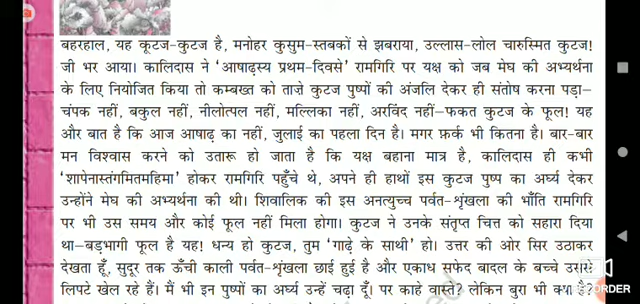 बहरहाल, यह कूटज-कुटज है, मनोहर कुसुम-स्तबकों से झबराया, उल्लास-लोल चारुस्मित कुटज!
जी भर आया। कालिदास ने 'आषाढ़स्य प्रथम-दिवसे' रामगिरि पर यक्ष को जब मेघ की अभ्यर्थना
के लिए नियोजित किया तो कम्बख्त को ताज़े कुटज पुष्पों की अंजलि देकर ही संतोष करना पड़ा–
चंपक नहीं, बकुल नहीं, नीलोत्पल नहीं, मल्लिका नहीं, अरविंद नहीं–फकत कुटज के फूल! यह
और बात है कि आज आषाढ़ का नहीं, जुलाई का पहला दिन है। मगर फ़र्क भी कितना है। बार-बार
मन विश्वास करने को उतारू हो जाता है कि यक्ष बहाना मात्र है, कालिदास ही कभी
'शापेनास्तंगमितमहिमा' होकर रामगिरि पहुँचे थे, अपने ही हाथों इस कुटज पुष्प का अर्घ्य देकर
उन्होंने मेघ की अभ्यर्थना की थी। शिवालिक की इस अनत्युच्च पर्वत-शृंखला की भाँति रामगिरि
पर भी उस समय और कोई फूल नहीं मिला होगा। कुटज ने उनके संतृप्त चित्त को सहारा दिया
था–बड़भागी फूल है यह! धन्य हो कुटज, तुम 'गाढ़े के साथी' हो। उत्तर की ओर सिर उठाकर
देखता हूँ, सुदूर तक ऊँची काली पर्वत-शृंखला छाई हुई है और एकाध सफेद बादल के बच्चे उससे
लिपटे खेल रहे हैं। मैं भी इन पुष्पों का अर्घ्य उन्हें चढ़ा दूँ। पर काहे वास्ते? लेकिन बुरा भी क्या है?
RECORDER